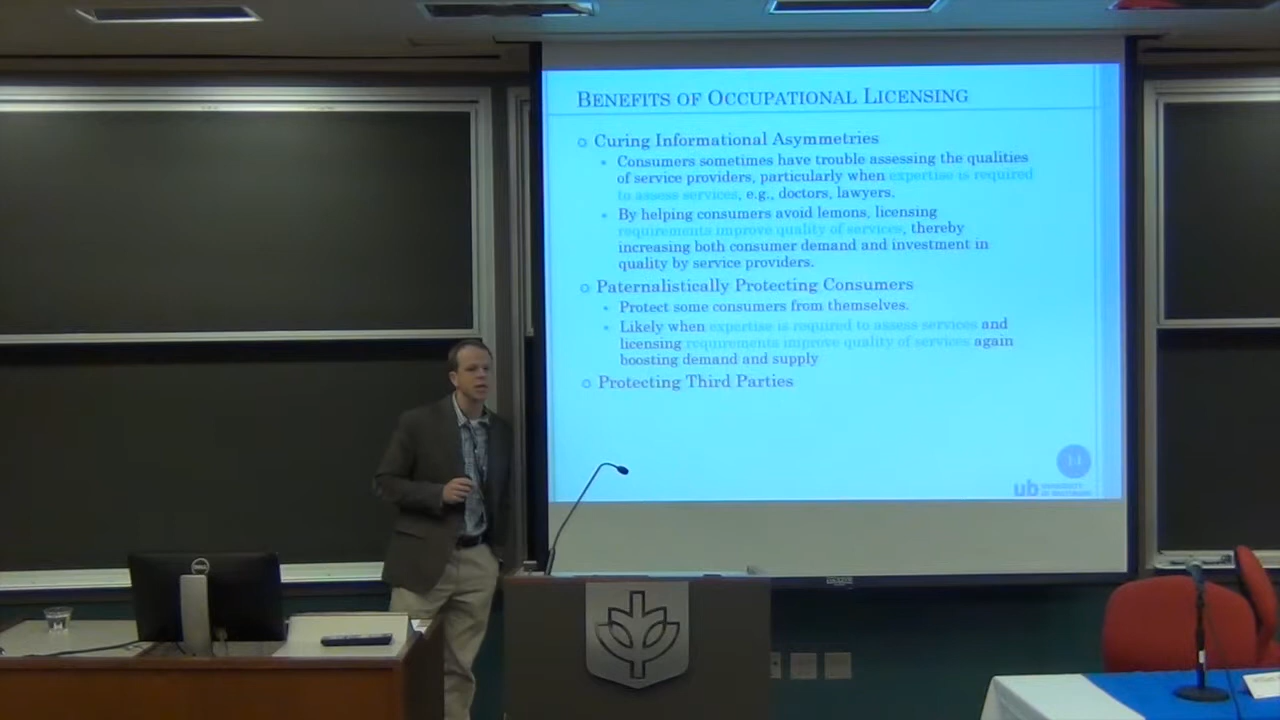 BENEFITS OF OCCUPATIONAL LICENSING
Curing Informational Asymmetries
Consumers sometimes have trouble assessing the qualities
of service providers, particularly when expertise is required
to assess services, e.g., doctors, lawyers.
By helping consumers avoid lemons, licensing
requirements improve quality of services, thereby
increasing both consumer demand and investment in
quality by service providers.
Paternalistically Protecting Consumers
Protect some consumers from themselves.
Likely when expertise is required to assess services and
licensing requirements improve quality of services again
boosting demand and supply
Protecting Third Parties
ub
DELL